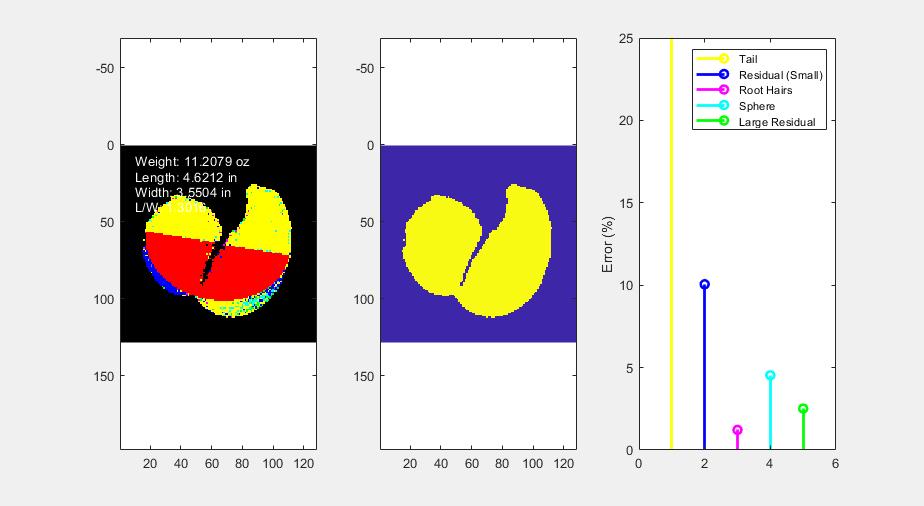 -50
0
50
100
150
20 40 60 80 100 120
Weight: 11.2079 oz
Length: 4.6212 in
Width: 3.5504 in
L/W:
-50
0
50
100
150
20 40 60 80 100 120
Error (%)
25
20
15
10
5
0
0 2 4 6
Tail
Residual (Small)
Root Hairs
Sphere
Large Residual